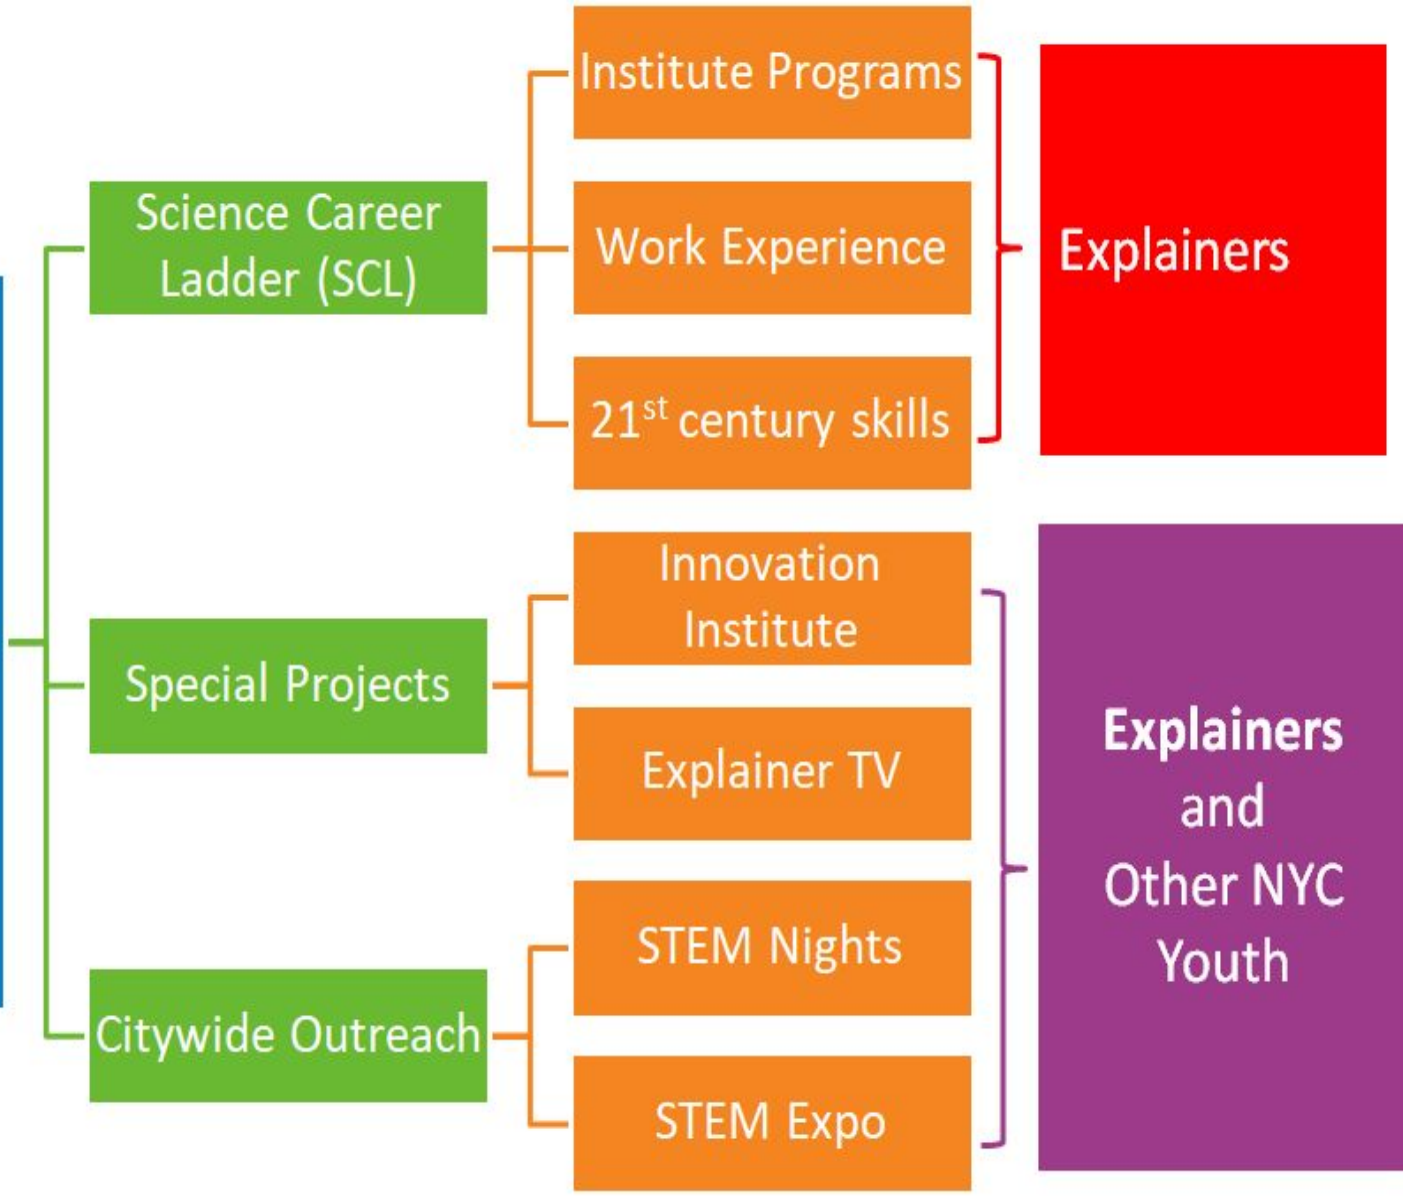 Institute Programs
Science Career
Ladder (SCL)
Work Experience
Explainers
21st century skills
Innovation
Institute
Special Projects
Explainer TV
Explainers
and
Other NYC
Youth
STEM Nights
Citywide Outreach
STEM Expo